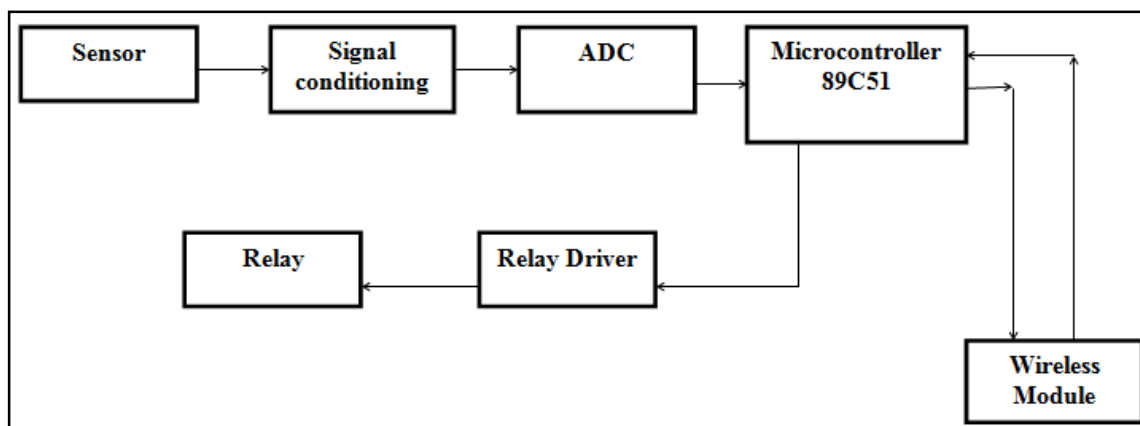 Sensor
Signal
conditioning
ADC
Microcontroller
89C51
Relay
Relay Driver
Wireless
Module